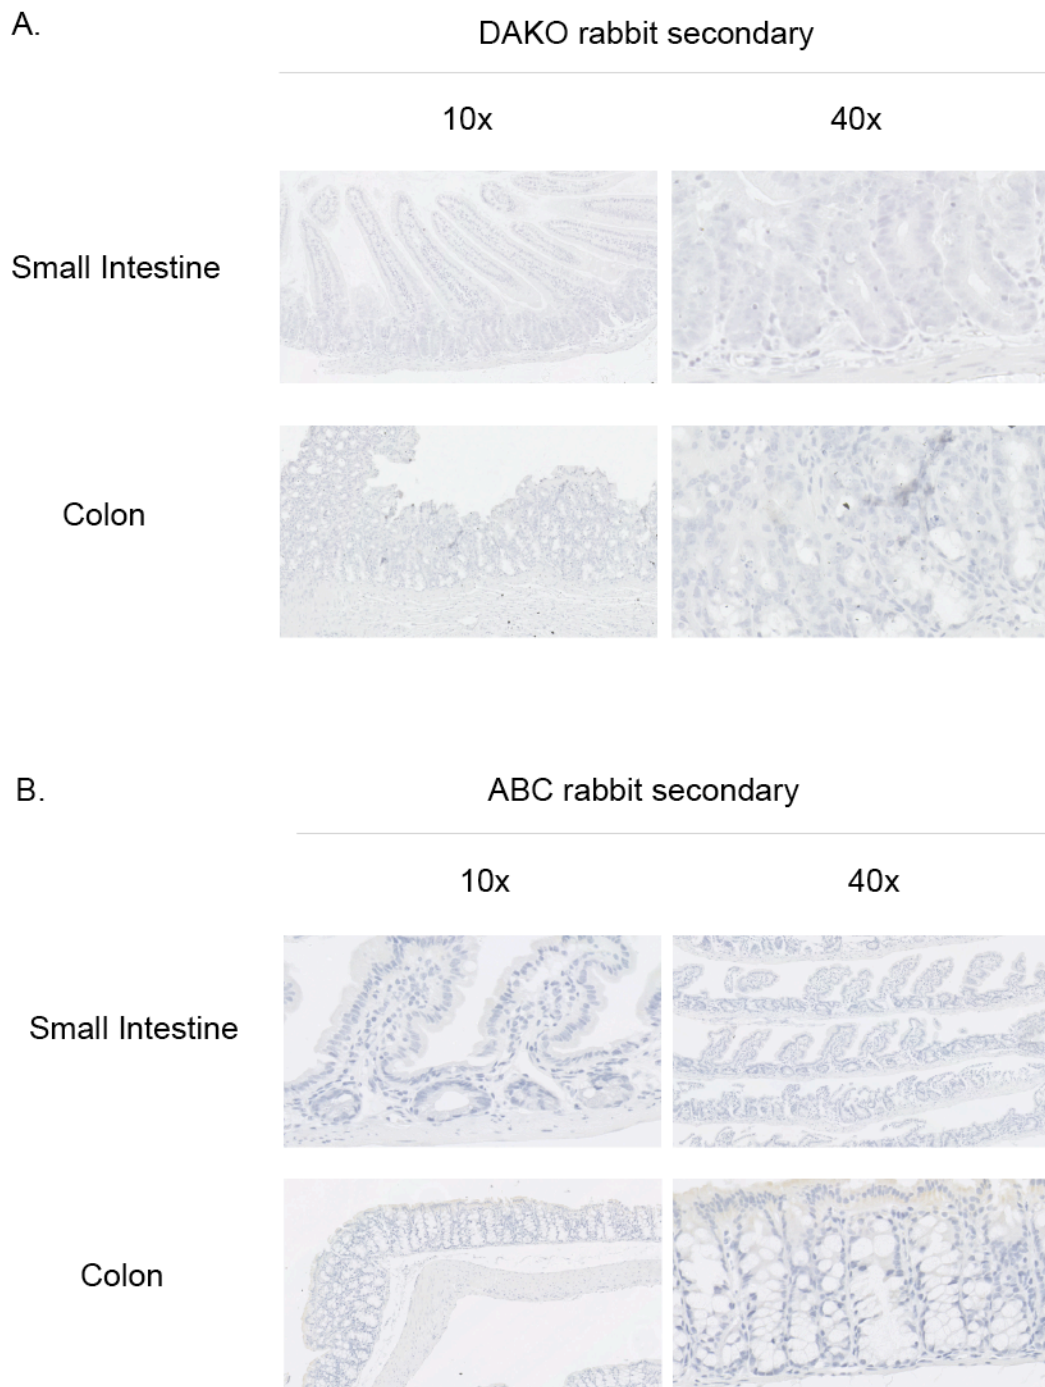 A.
DAKO rabbit secondary
10x 40x
Small Intestine
Colon
B.
ABC rabbit secondary
10x 40x
Small Intestine
Colon